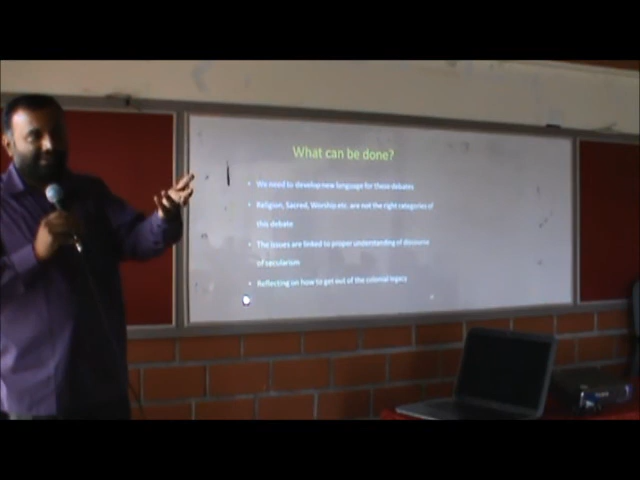 What can be done?
• We need to develop new language for these debates
• Religion, Sacred, Worship etc. are not the right categories of
this debate
• The issues are linked to proper understanding of discourse
of secularism
• Reflecting on how to get out of the colonial legacy